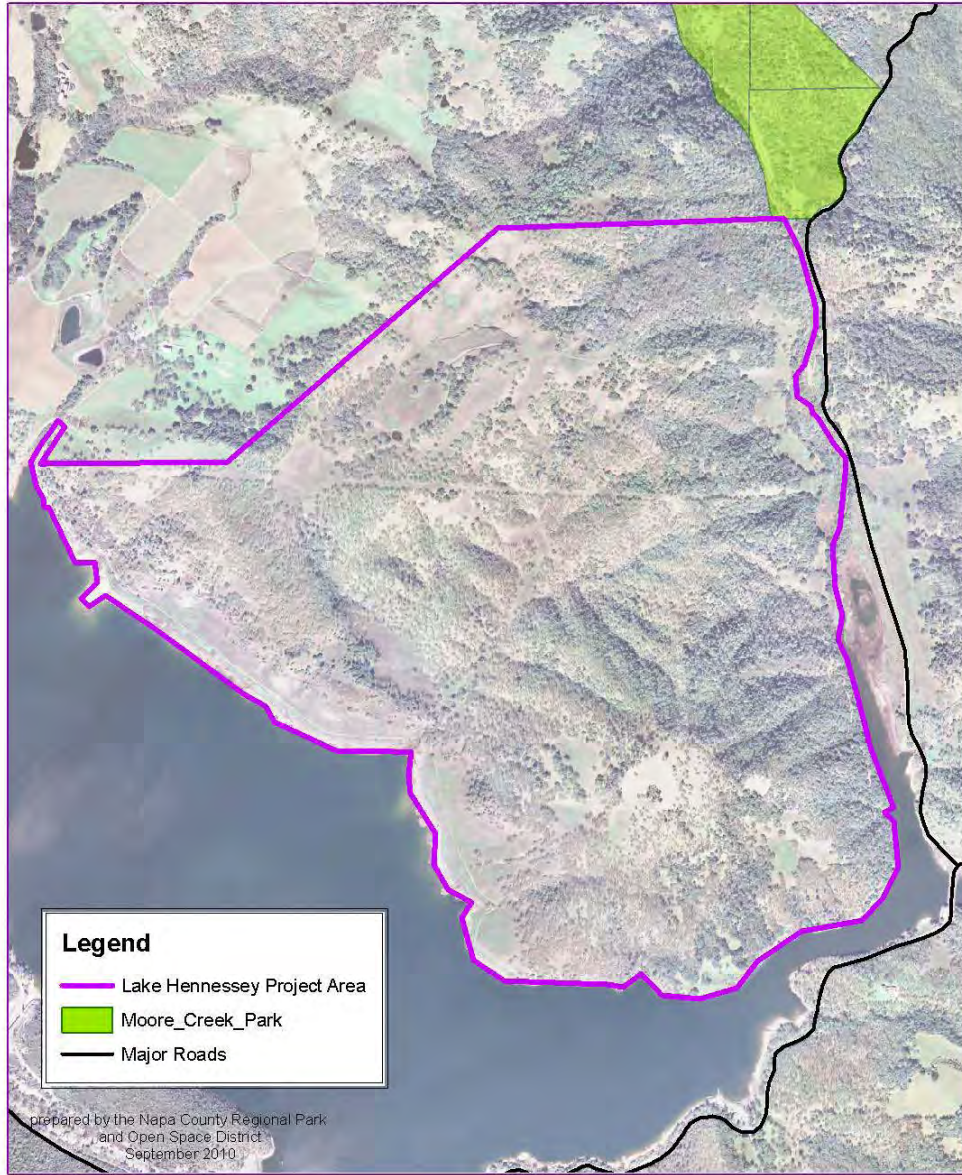 Legend
Lake Hennessey Project Area
Moore_Creek_Park
Major Roads
prepared by the Napa County Regional Park
and Open Space District
September 2010